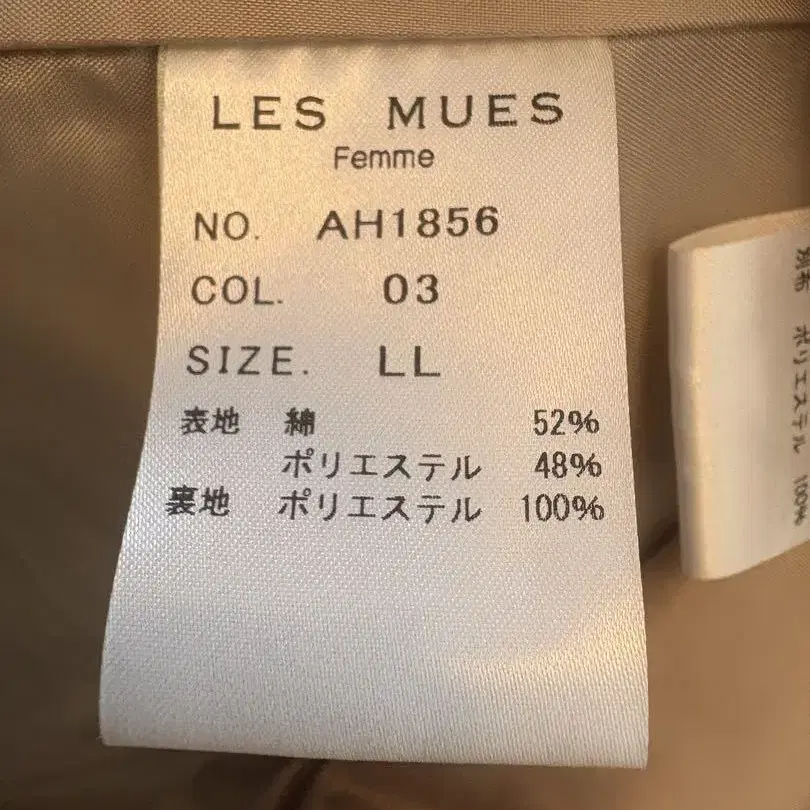 LES MUES
Femme
NO. AH1856
COL. 03
SIZE. LL
表地 綿 52%
ポリエステル 48%
裏地 ポリエステル 100%
別布 ポリエステル 100%